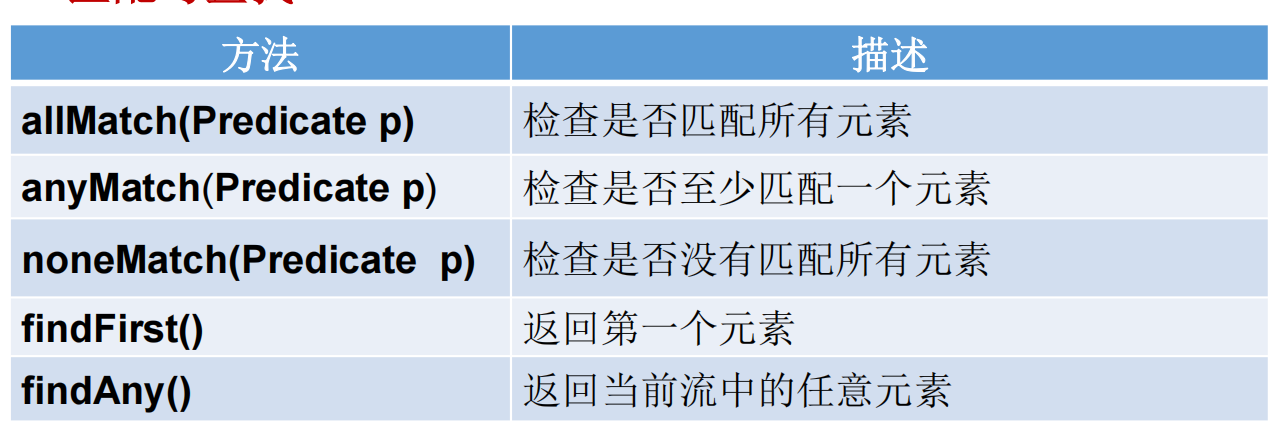 方法 描述
allMatch(Predicate p) 检查是否匹配所有元素
anyMatch(Predicate p) 检查是否至少匹配一个元素
noneMatch(Predicate  p) 检查是否没有匹配所有元素
findFirst() 返回第一个元素
findAny() 返回当前流中的任意元素